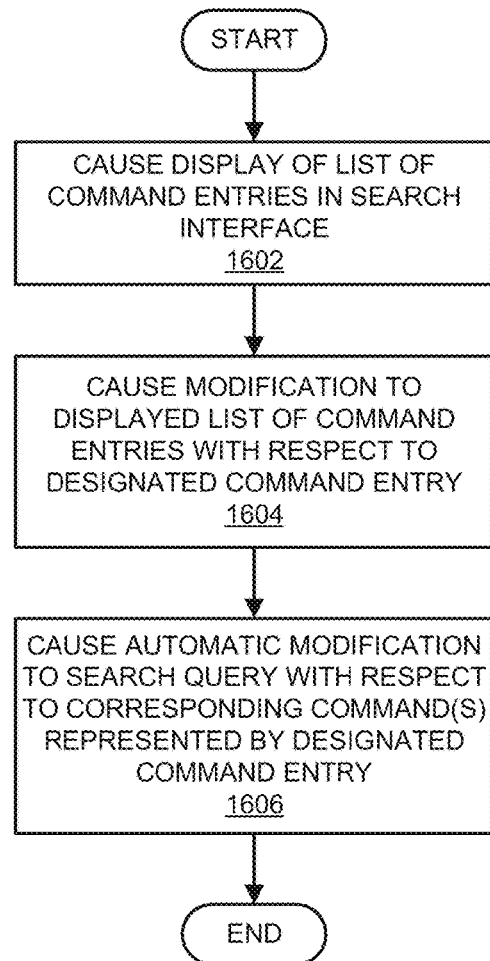 START
CAUSE DISPLAY OF LIST OF
COMMAND ENTRIES IN SEARCH
INTERFACE
1602
CAUSE MODIFICATION TO
DISPLAYED LIST OF COMMAND
ENTRIES WITH RESPECT TO
DESIGNATED COMMAND ENTRY
1604
CAUSE AUTOMATIC MODIFICATION
TO SEARCH QUERY WITH RESPECT
TO CORRESPONDING COMMAND(S)
REPRESENTED BY DESIGNATED
COMMAND ENTRY
1606
END